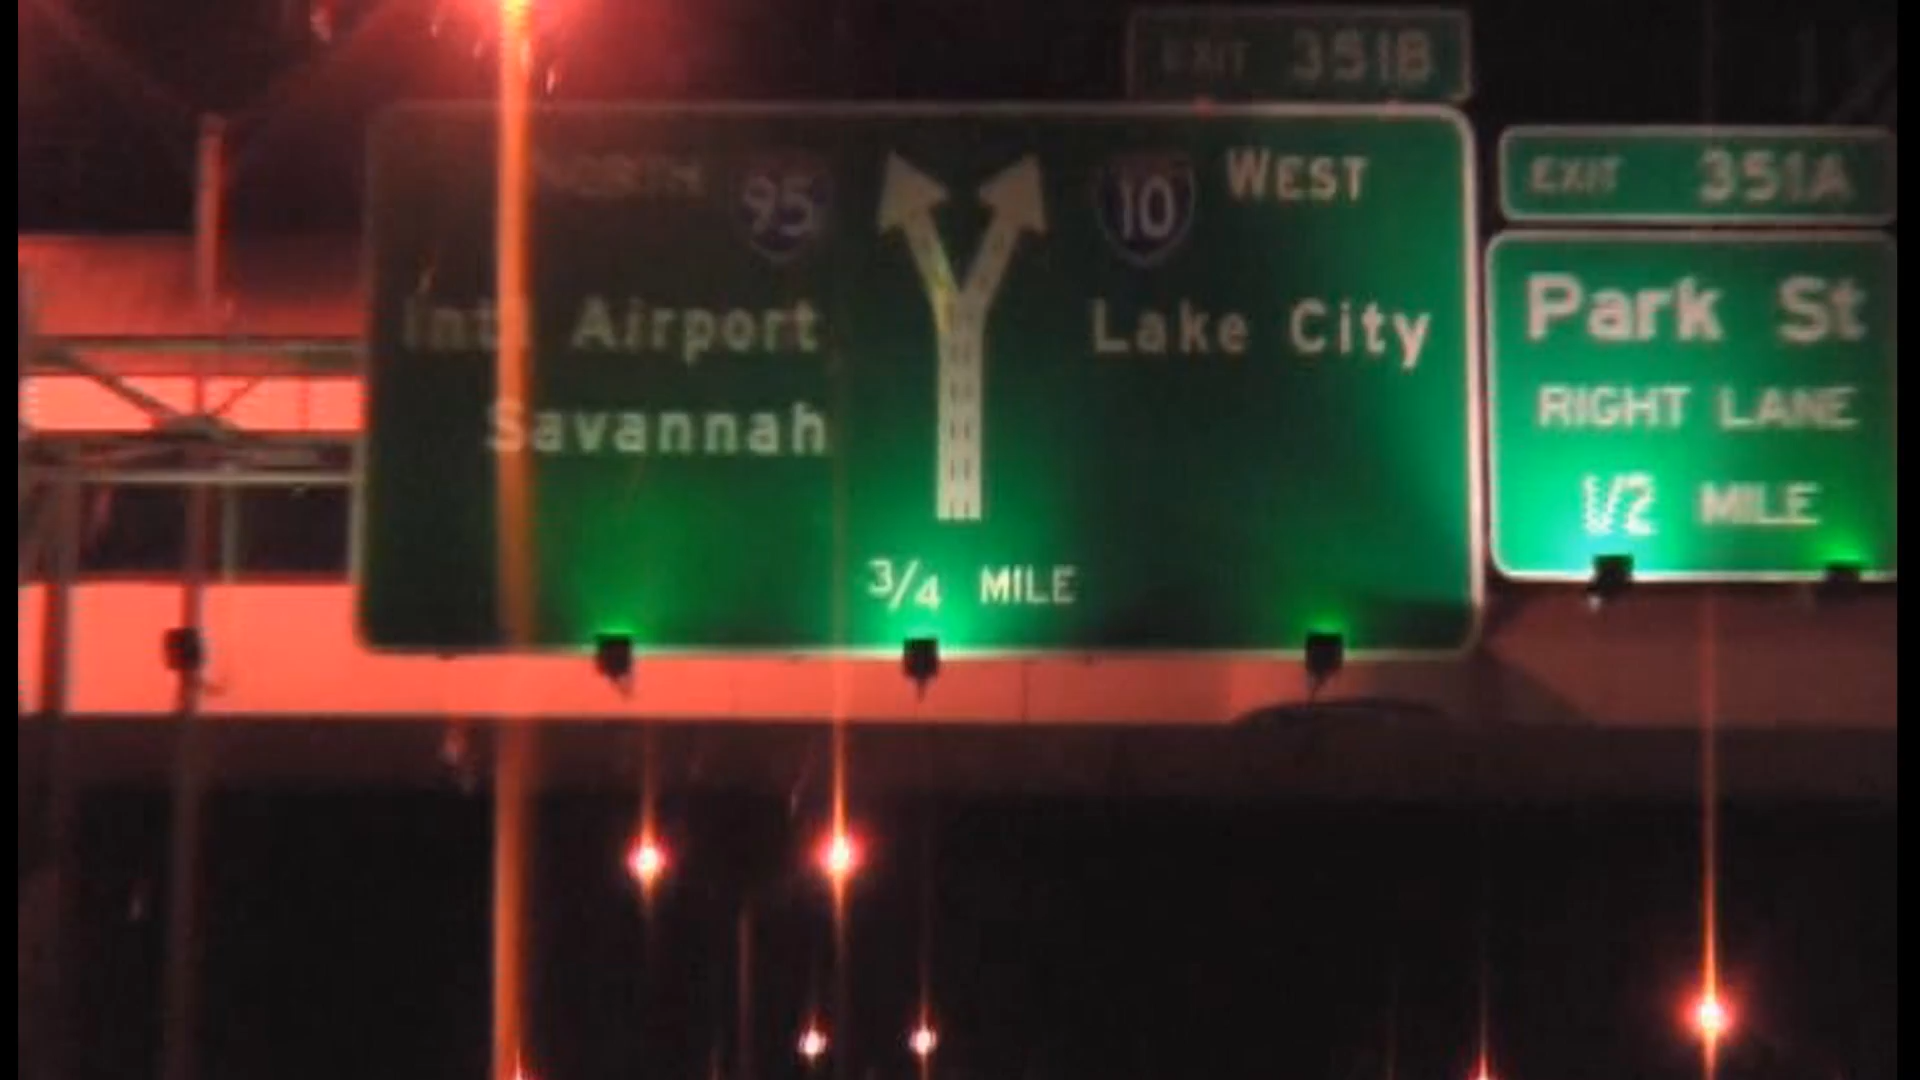 EXIT 351B
NORTH 95
10 WEST
Int'l Airport
Lake City
Savannah
3/4 MILE
EXIT 351A
Park St
RIGHT LANE
1/2 MILE